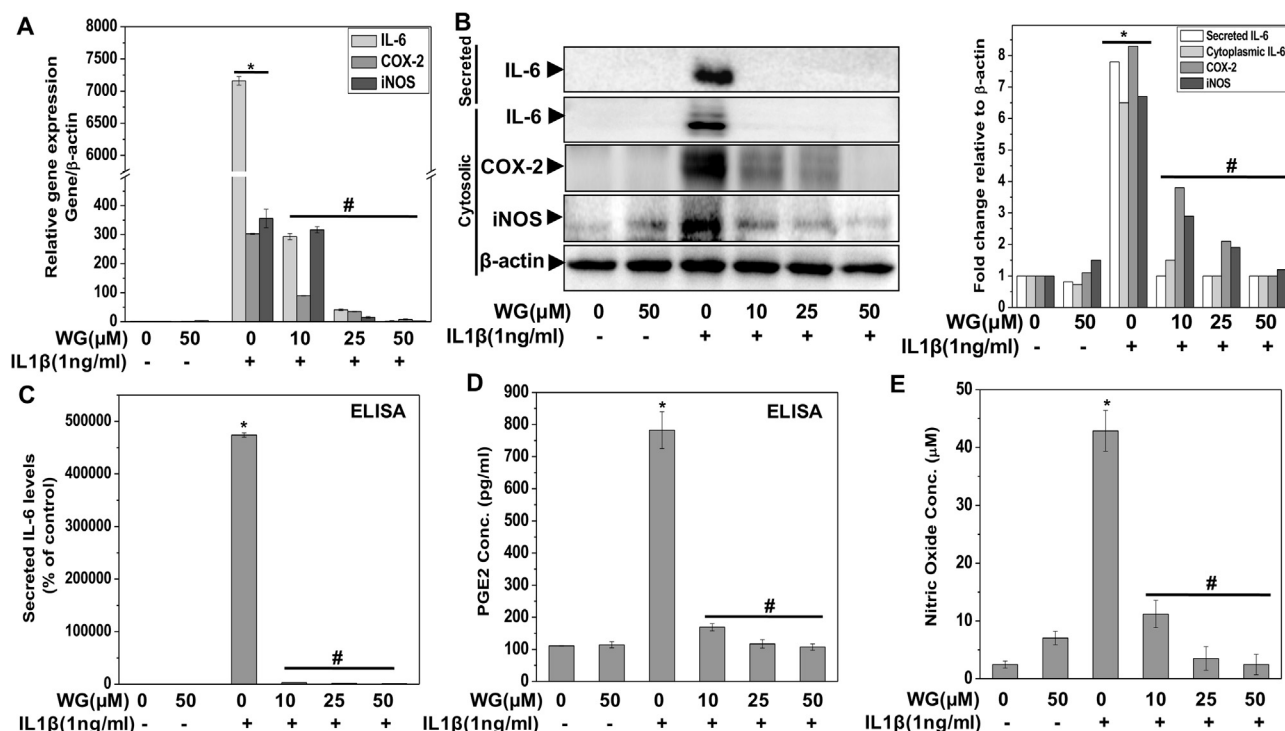 A
Relative gene expression
Gene/β-actin
8000
7500
7000
6500
6000
400
300
200
100
0
IL-6
COX-2
iNOS
*
#
WG(μM) 0 50 0 10 25 50
IL1β(1ng/ml) - - + + + +
B
Secreted
Cytosolic
IL-6
IL-6
COX-2
iNOS
β-actin
WG(μM) 0 50 0 10 25 50
IL1β(1ng/ml) - - + + + +
Fold change relative to β-actin
8
7
6
5
4
3
2
1
0
Secreted IL-6
Cytoplasmic IL-6
COX-2
iNOS
*
#
WG(μM) 0 50 0 10 25 50
IL1β(1ng/ml) - - + + + +
C
ELISA
Secreted IL-6 levels
(% of control)
500000
400000
300000
200000
100000
0
*
#
WG(μM) 0 50 0 10 25 50
IL1β(1ng/ml) - - + + + +
D
ELISA
PGE2 Conc. (pg/ml)
900
800
700
600
500
400
300
200
100
0
*
#
WG(μM) 0 50 0 10 25 50
IL1β(1ng/ml) - - + + + +
E
Nitric Oxide Conc. (μM)
50
40
30
20
10
0
*
#
WG(μM) 0 50 0 10 25 50
IL1β(1ng/ml) - - + + + +